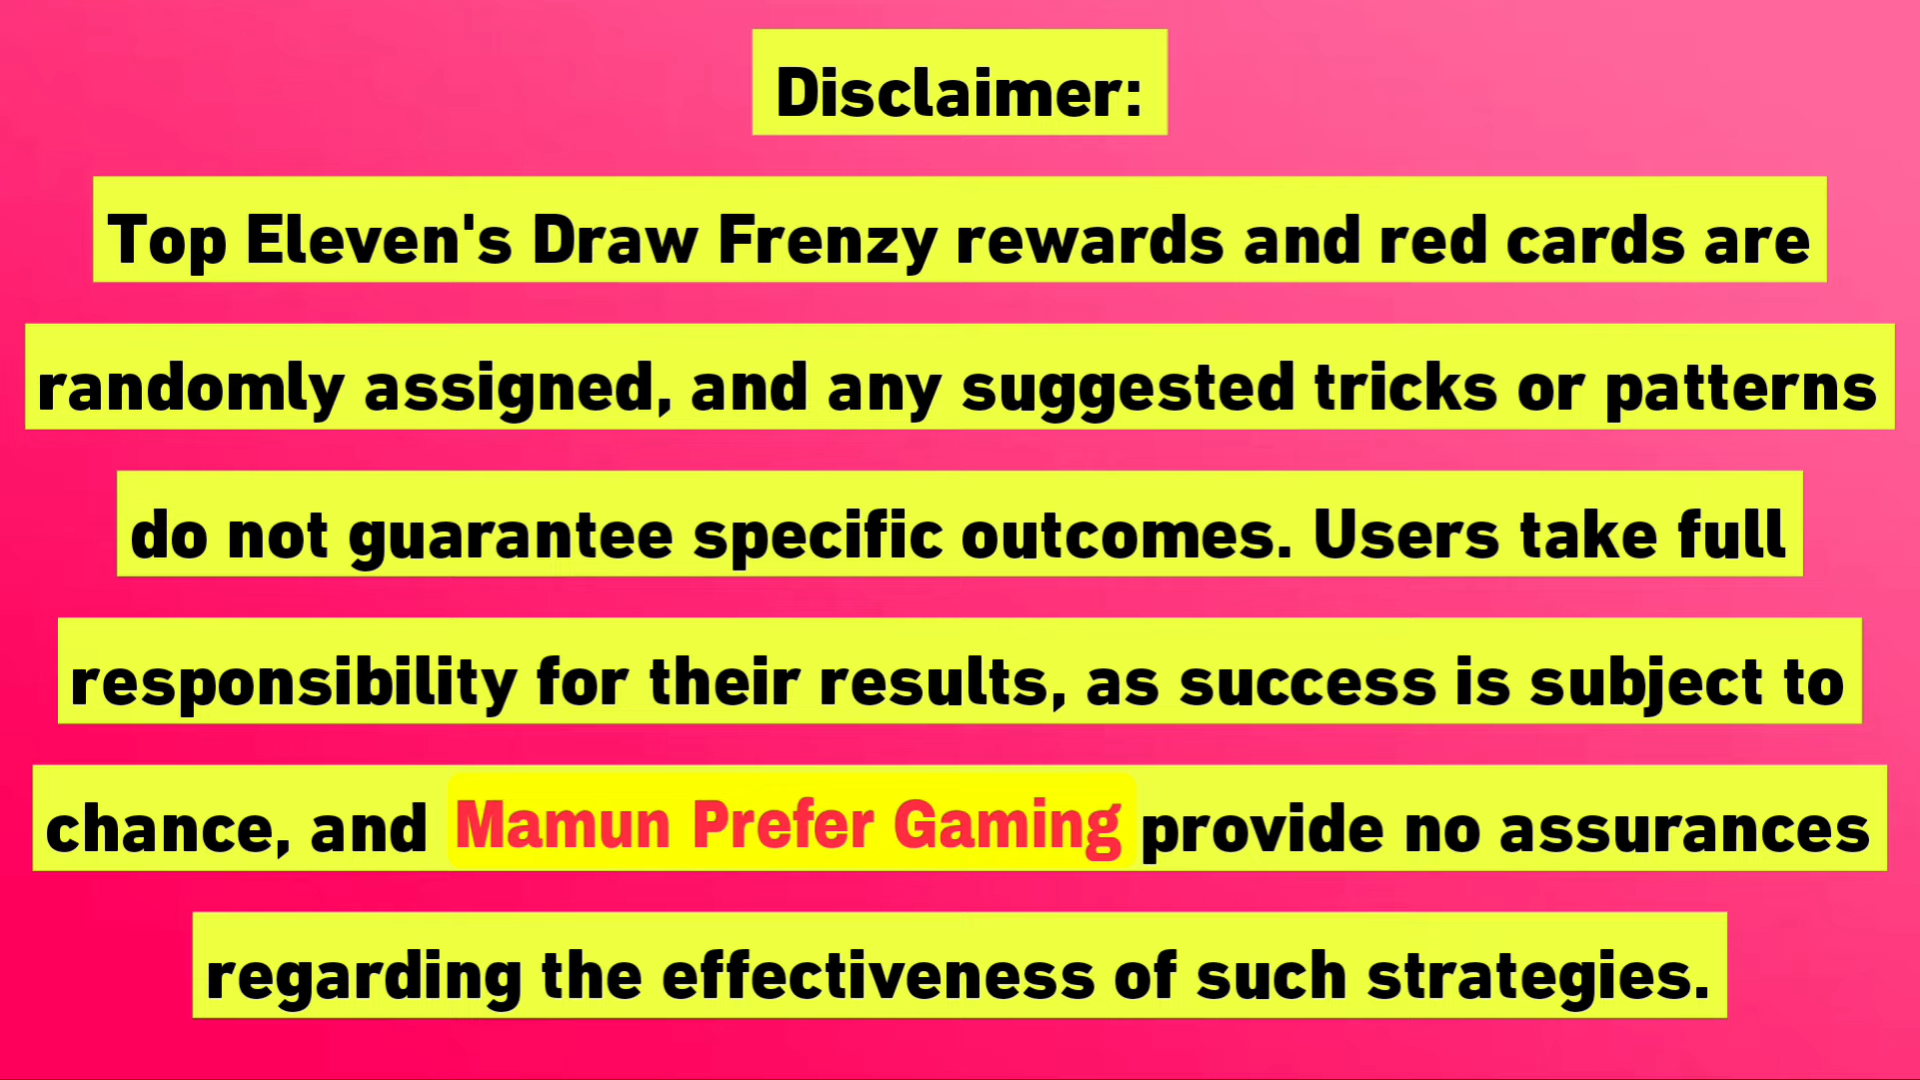 Disclaimer:
Top Eleven's Draw Frenzy rewards and red cards are
randomly assigned, and any suggested tricks or patterns
do not guarantee specific outcomes. Users take full
responsibility for their results, as success is subject to
chance, and Mamun Prefer Gaming provide no assurances
regarding the effectiveness of such strategies.